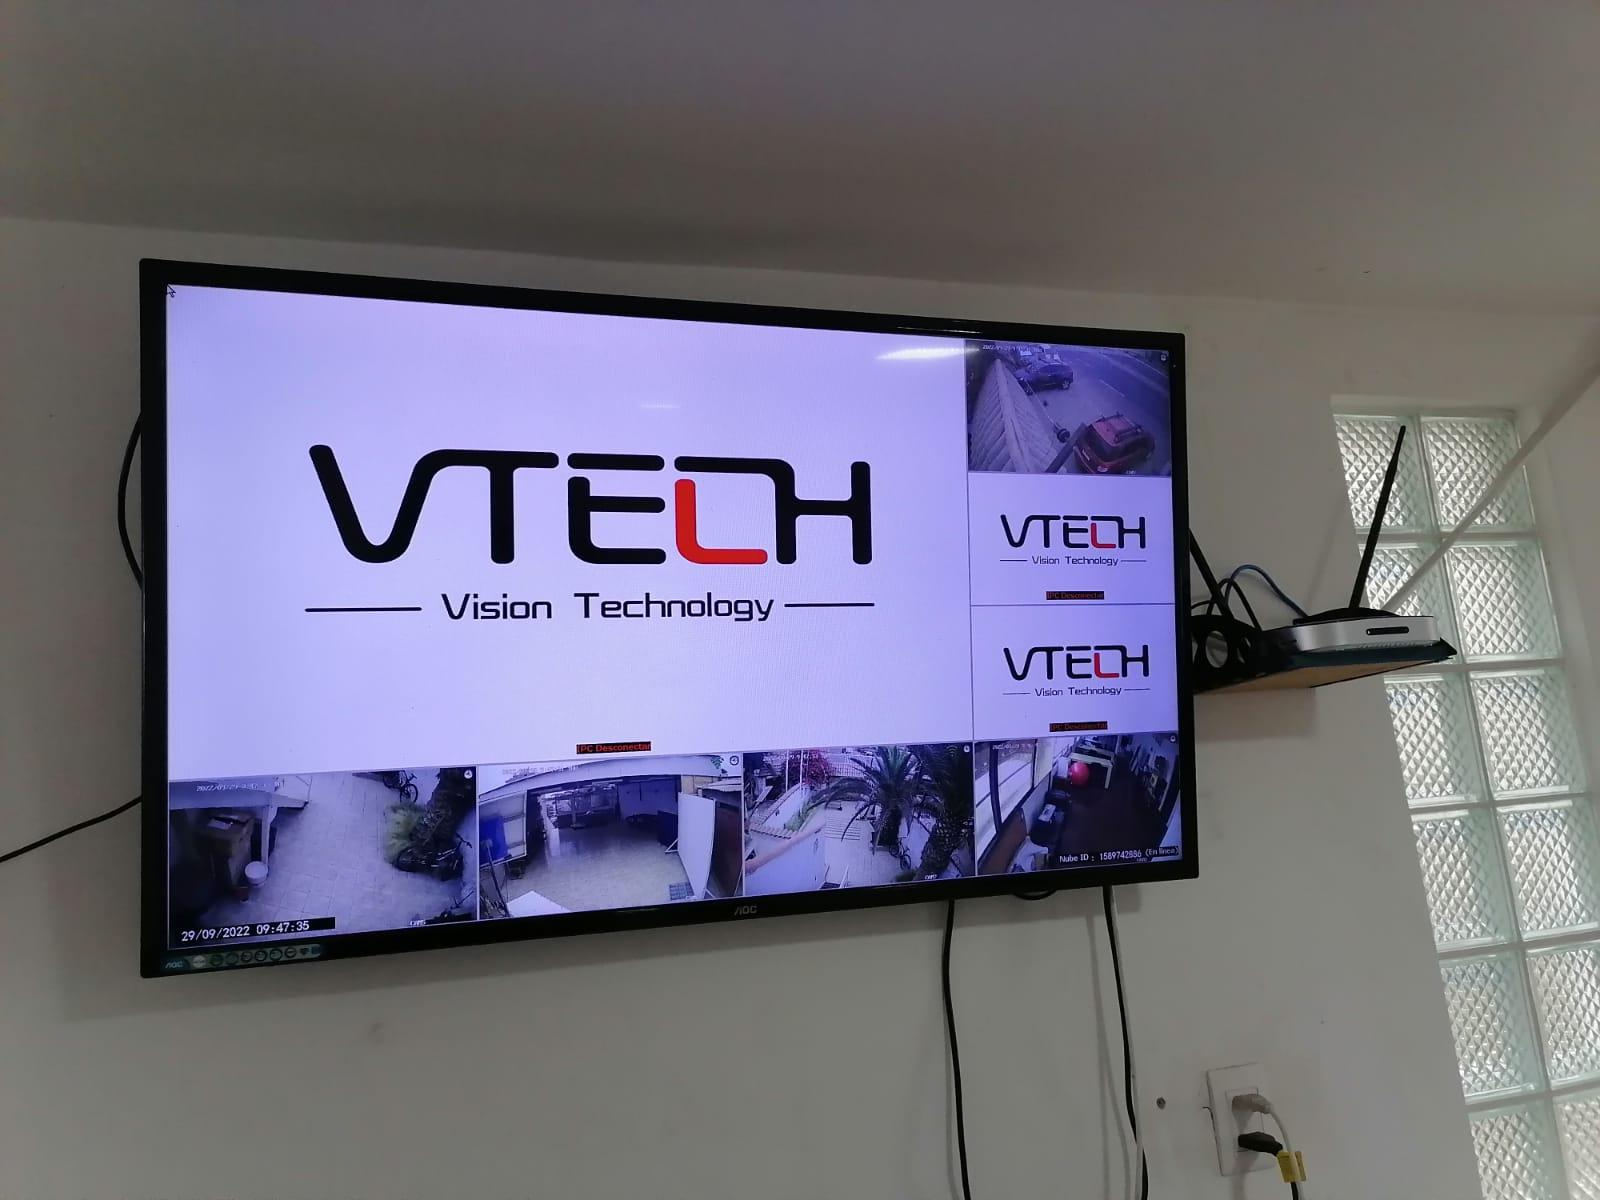 VTECH
Vision Technology
IPC Desconectar
VTECH
Vision Technology
IPC Desconectar
VTECH
Vision Technology
IPC Desconectar
Nube ID : 1589742886 (En línea)
29/09/2022 09:47:35
AOC
AOC